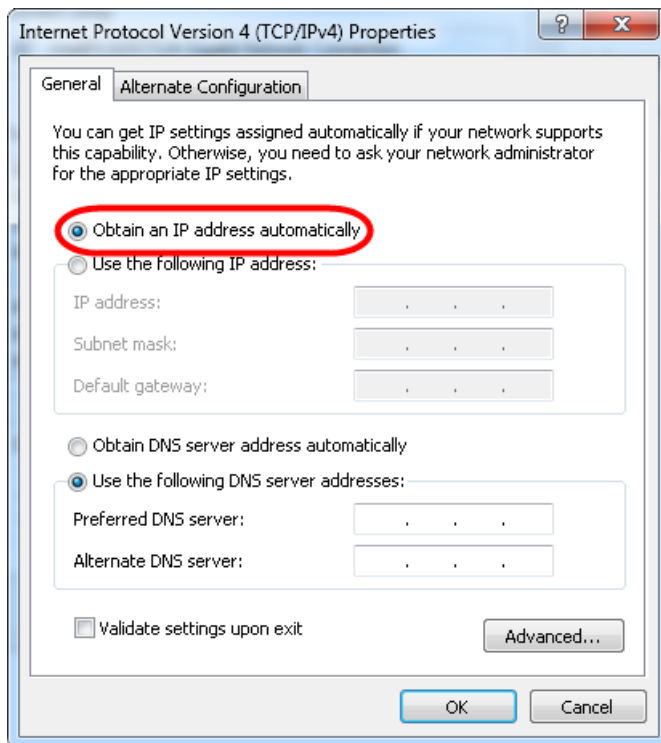 Internet Protocol Version 4 (TCP/IPv4) Properties
General
Alternate Configuration
You can get IP settings assigned automatically if your network supports
this capability. Otherwise, you need to ask your network administrator
for the appropriate IP settings.
Obtain an IP address automatically
Use the following IP address:
IP address:
. . .
Subnet mask:
. . .
Default gateway:
. . .
Obtain DNS server address automatically
Use the following DNS server addresses:
Preferred DNS server:
. . .
Alternate DNS server:
. . .
Validate settings upon exit
Advanced...
OK
Cancel